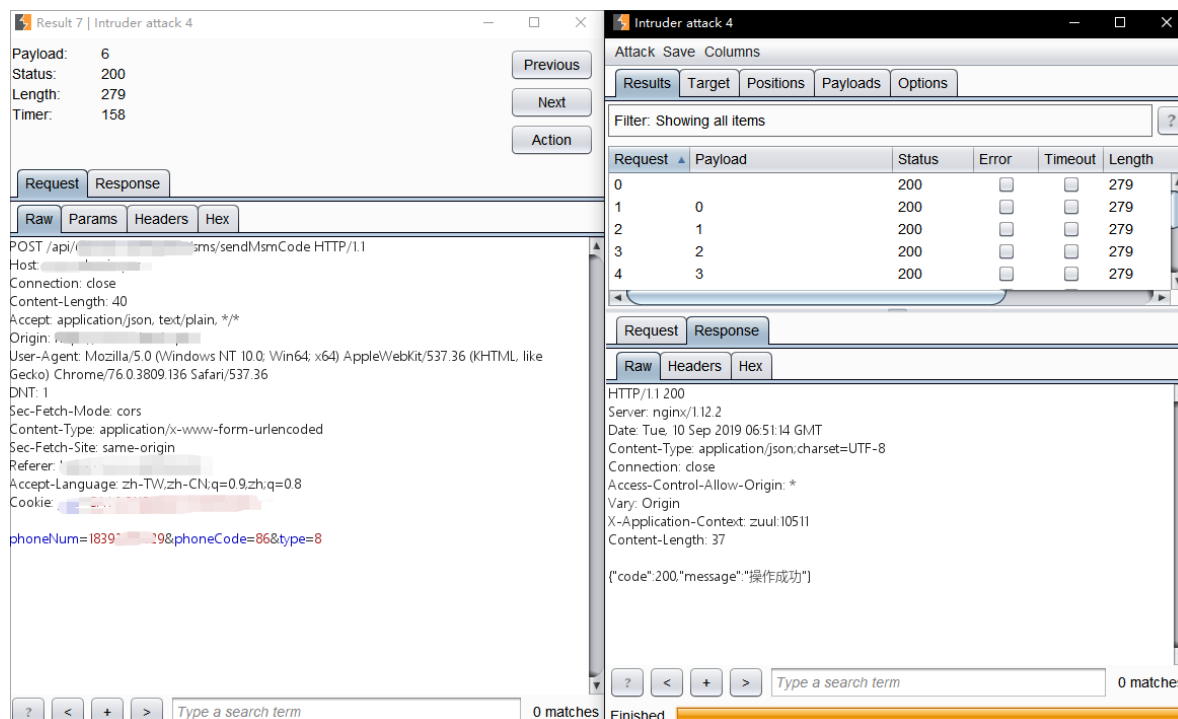 Result 7 | Intruder attack 4
Payload: 6
Status: 200
Length: 279
Timer: 158
Previous
Next
Action
Request Response
Raw Params Headers Hex
POST /api/ sms/sendMsmCode HTTP/1.1
Host:
Connection: close
Content-Length: 40
Accept: application/json, text/plain, */*
Origin:
User-Agent: Mozilla/5.0 (Windows NT 10.0; Win64; x64) AppleWebKit/537.36 (KHTML, like
Gecko) Chrome/76.0.3809.136 Safari/537.36
DNT: 1
Sec-Fetch-Mode: cors
Content-Type: application/x-www-form-urlencoded
Sec-Fetch-Site: same-origin
Referer:
Accept-Language: zh-TW,zh-CN;q=0.9,zh;q=0.8
Cookie:
phoneNum=1839 29&phoneCode=86&type=8
? < + > Type a search term 0 matches
Intruder attack 4
Attack Save Columns
Results Target Positions Payloads Options
Filter: Showing all items ?
Request Payload Status Error Timeout Length
0 200 279
1 0 200 279
2 1 200 279
3 2 200 279
4 3 200 279
Request Response
Raw Headers Hex
HTTP/1.1 200
Server: nginx/1.12.2
Date: Tue, 10 Sep 2019 06:51:14 GMT
Content-Type: application/json;charset=UTF-8
Connection: close
Access-Control-Allow-Origin: *
Vary: Origin
X-Application-Context: zuul:10511
Content-Length: 37
{"code":200,"message":"操作成功"}
? < + > Type a search term 0 matches
Finished